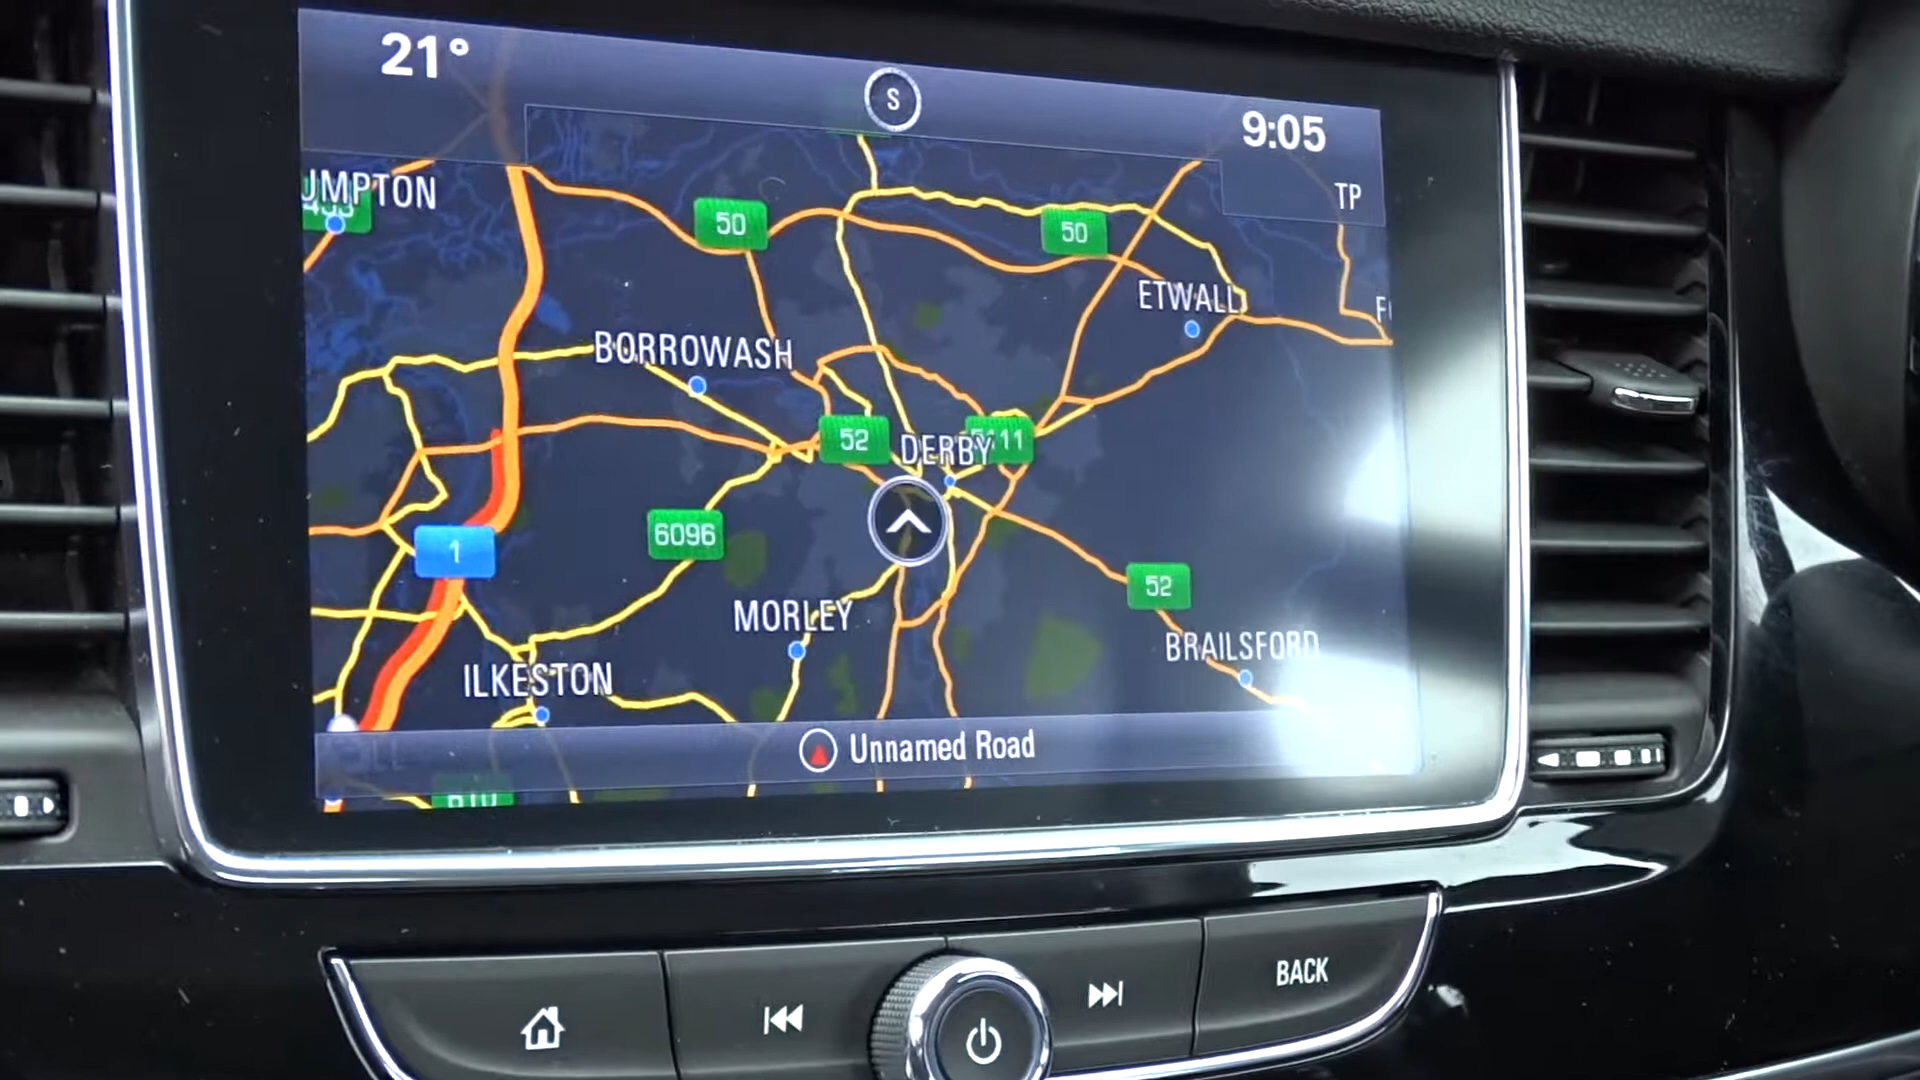 21°
S
9:05
TP
UMPTON
50
50
ETWALL
BORROWASH
52
DERBY
6096
1
52
MORLEY
BRAILSFORD
ILKESTON
Unnamed Road
BACK